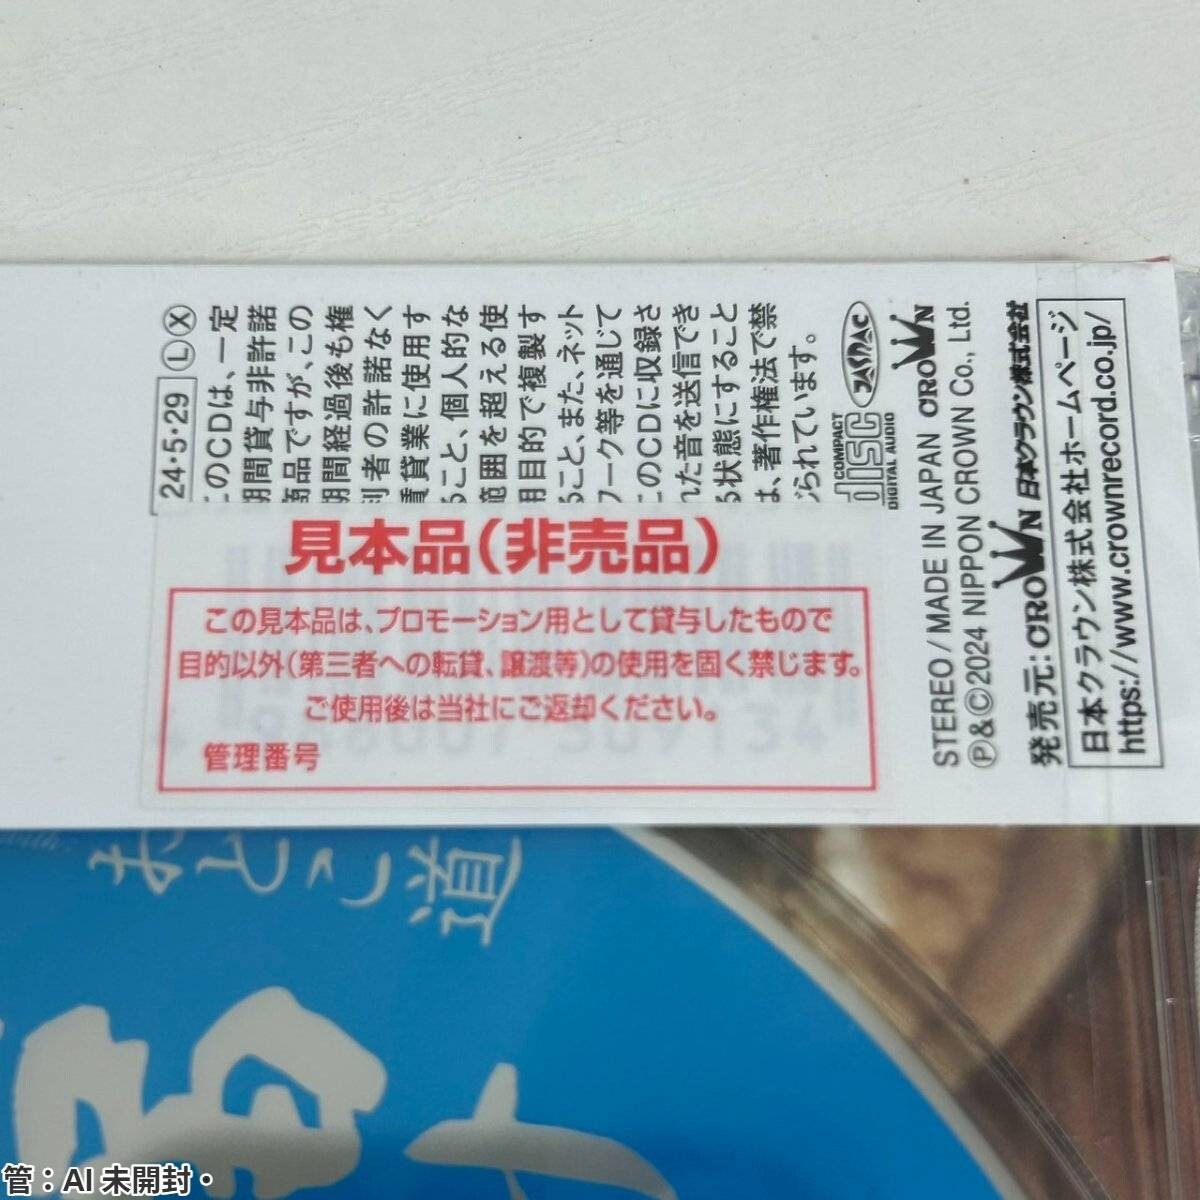 24・5・29 Ⓛ Ⓧ
このCDは、一定
期間貸与非許諾
商品ですが、この
期間経過後も権
利者の許諾なく
賃貸業に使用す
ること、個人的な
範囲を超える使
用目的で複製す
ること、また、ネット
ワーク等を通じて
このCDに収録さ
れた音を送信でき
る状態にすること
は、著作権法で禁
じられています。
COMPACT
disc
DIGITAL AUDIO
JASRAC
STEREO / MADE IN JAPAN CROWN
Ⓟ&Ⓒ2024 NIPPON CROWN Co., Ltd.
発売元: CROWN 日本クラウン株式会社
日本クラウン株式会社ホームページ
https://www.crownrecord.co.jp/
見本品(非売品)
この見本品は、プロモーション用として貸与したもので
目的以外(第三者への転貸、譲渡等)の使用を固く禁じます。
ご使用後は当社にご返却ください。
管理番号
おとこ道
管：AI 未開封・